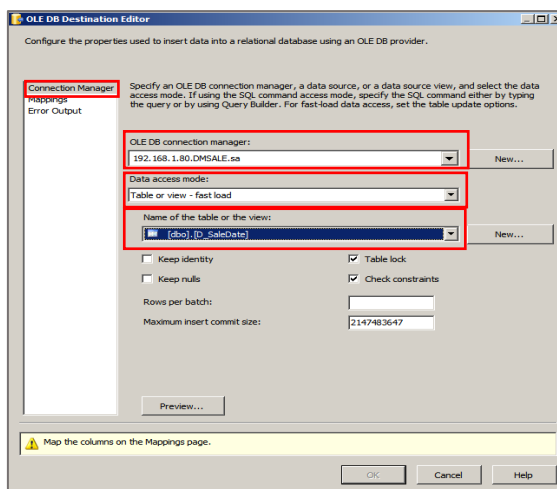 OLE DB Destination Editor
Configure the properties used to insert data into a relational database using an OLE DB provider.
Connection Manager
Mappings
Error Output
Specify an OLE DB connection manager, a data source, or a data source view, and select the data
access mode. If using the SQL command access mode, specify the SQL command either by typing
the query or by using Query Builder. For fast-load data access, set the table update options.
OLE DB connection manager:
192.168.1.80.DMSALE.sa
New...
Data access mode:
Table or view - fast load
Name of the table or the view:
[dbo].[D_SaleDate]
New...
Keep identity
Table lock
Keep nulls
Check constraints
Rows per batch:
Maximum insert commit size:
2147483647
Preview...
Map the columns on the Mappings page.
OK
Cancel
Help